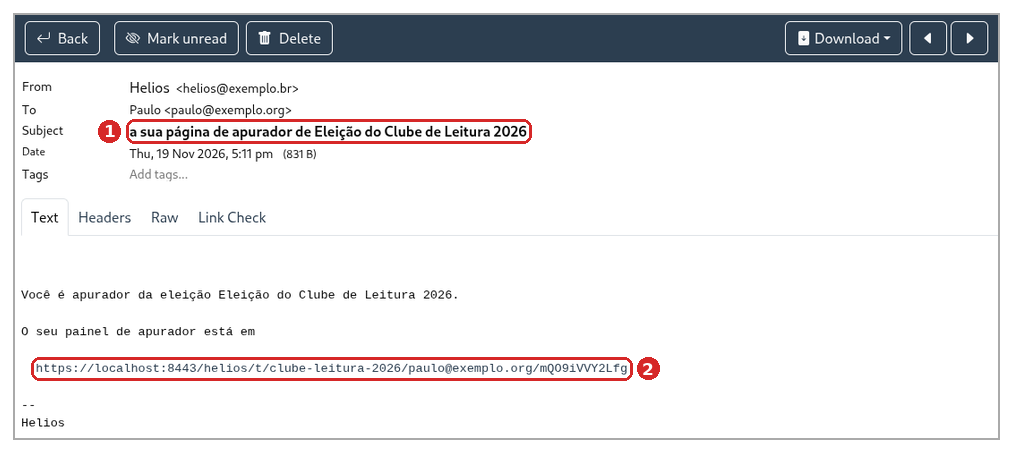 Back
Mark unread
Delete
Download
From Helios <helios@exemplo.br>
To Paulo <paulo@exemplo.org>
Subject 1 a sua página de apurador de Eleição do Clube de Leitura 2026
Date Thu, 19 Nov 2026, 5:11 pm (831 B)
Tags Add tags...
Text Headers Raw Link Check
Você é apurador da eleição Eleição do Clube de Leitura 2026.
O seu painel de apurador está em
https://localhost:8443/helios/t/clube-leitura-2026/paulo@exemplo.org/mQO9iVVY2Lfg 2
--
Helios